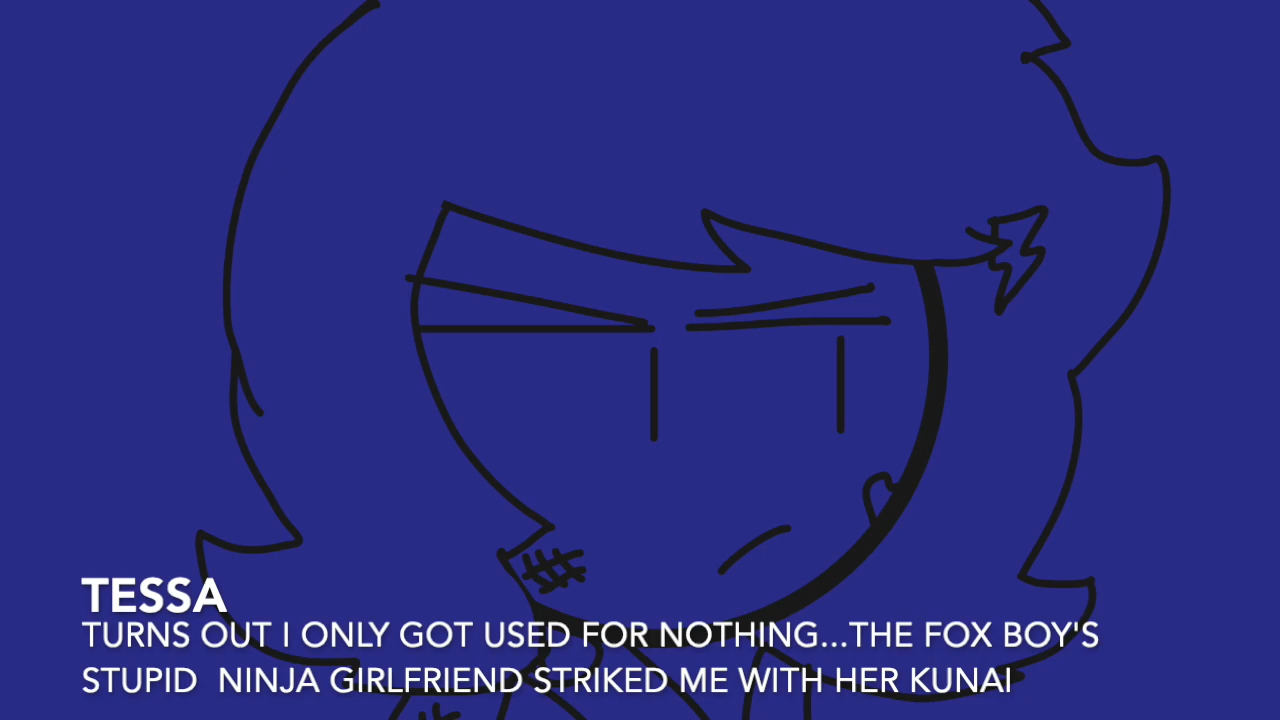 TESSA
TURNS OUT I ONLY GOT USED FOR NOTHING...THE FOX BOY'S
STUPID  NINJA GIRLFRIEND STRIKED ME WITH HER KUNAI